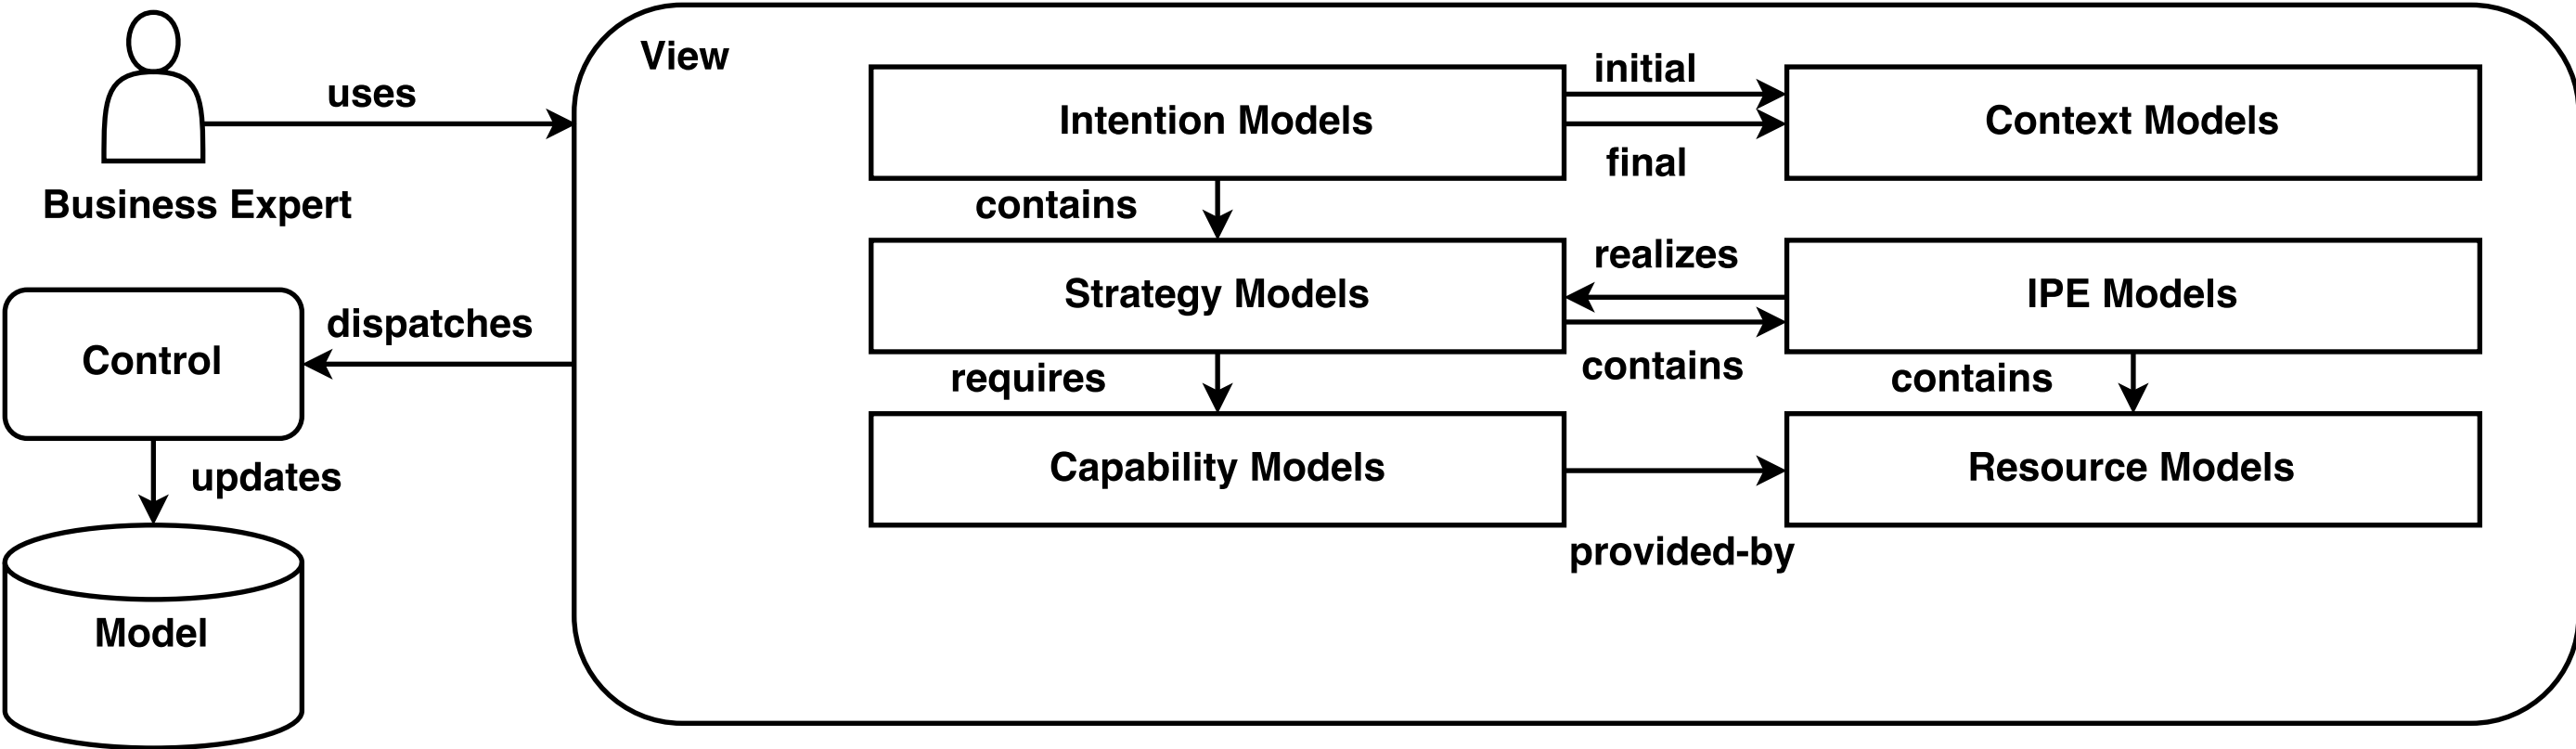 View
initial
uses
Intention Models
Context Models
final
Business Expert
contains
realizes
Strategy Models
IPE Models
dispatches
Control
contains
requires
contains
Capability Models
Resource Models
updates
provided-by
Model